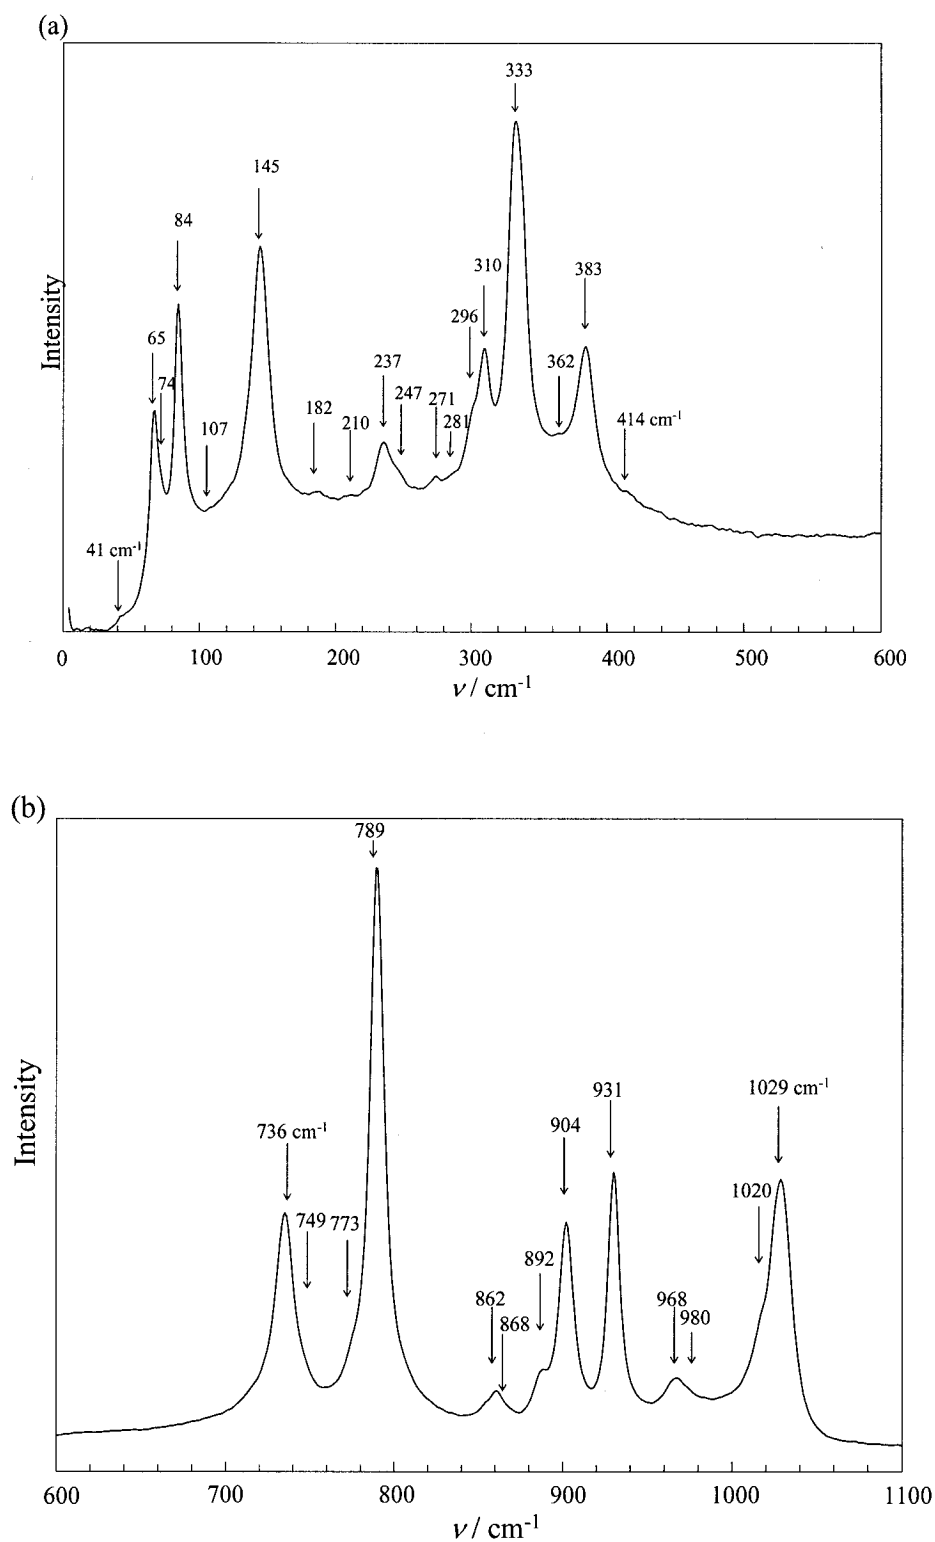 (a)
333
145
84
310
383
296
65
237
362
74
247
271
182
414 cm-1
107
210
281
41 cm-1
Intensity
0 100 200 300 400 500 600
ν / cm-1
(b)
789
931
1029 cm-1
904
736 cm-1
1020
749 773
892
862
968
868
980
Intensity
600 700 800 900 1000 1100
ν / cm-1